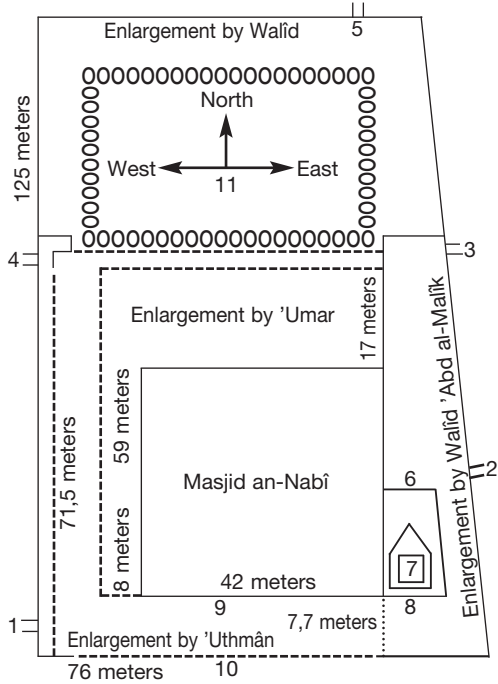 Enlargement by Walîd
5
125 meters
North
West
East
11
4
3
Enlargement by 'Umar
17 meters
Enlargement by Walîd 'Abd al-Malîk
59 meters
71,5 meters
Masjid an-Nabî
6
2
7
8 meters
42 meters
9
7,7 meters
8
1
Enlargement by 'Uthmân
76 meters
10